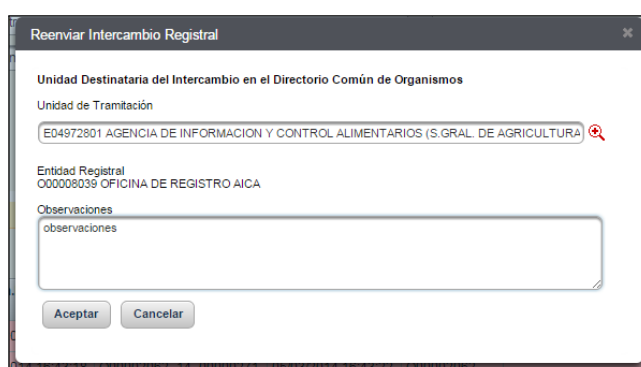 Reenviar Intercambio Registral
Unidad Destinataria del Intercambio en el Directorio Común de Organismos
Unidad de Tramitación
E04972801 AGENCIA DE INFORMACION Y CONTROL ALIMENTARIOS (S.GRAL. DE AGRICULTURA
Entidad Registral
O00008039 OFICINA DE REGISTRO AICA
Observaciones
observaciones
Aceptar Cancelar